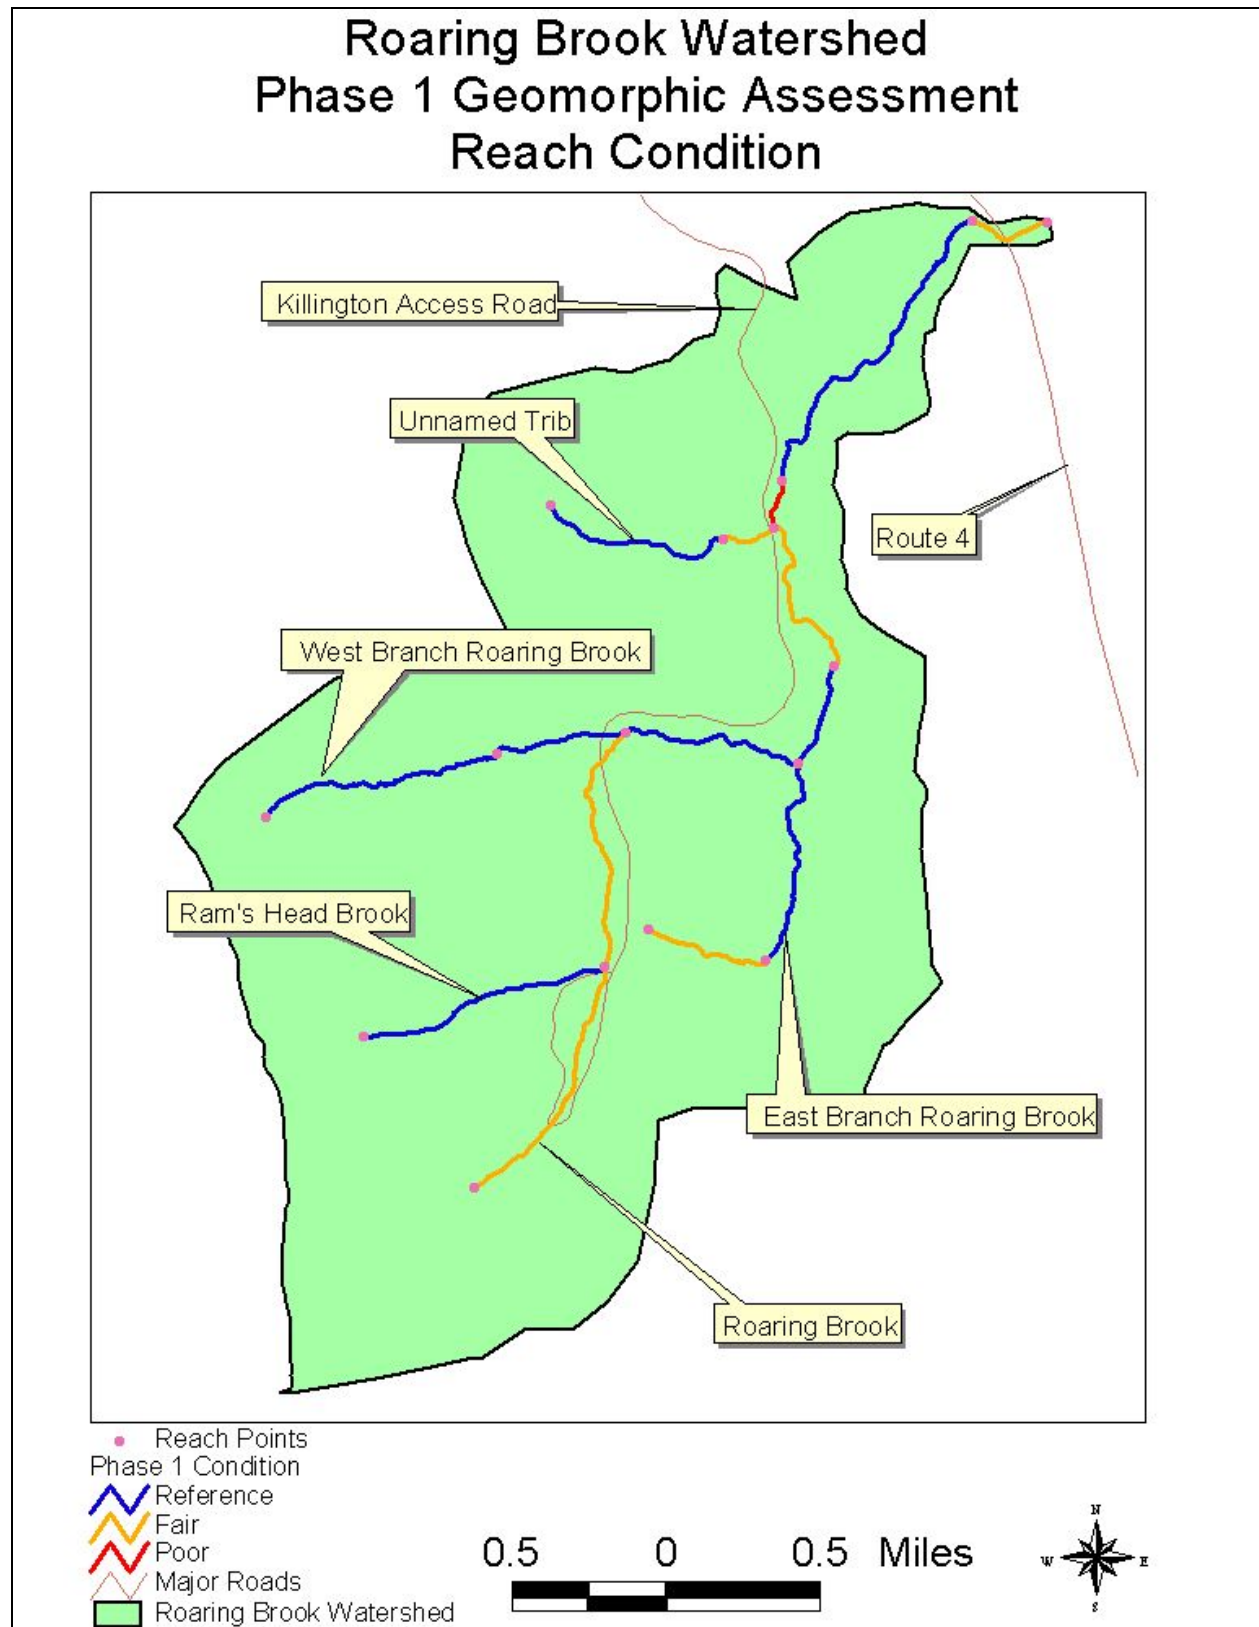 Roaring Brook Watershed
Phase 1 Geomorphic Assessment
Reach Condition
Killington Access Road
Unnamed Trib
Route 4
West Branch Roaring Brook
Ram's Head Brook
East Branch Roaring Brook
Roaring Brook
Reach Points
Phase 1 Condition
Reference
Fair
Poor
Major Roads
Roaring Brook Watershed
0.5 0 0.5 Miles
N
W E
S